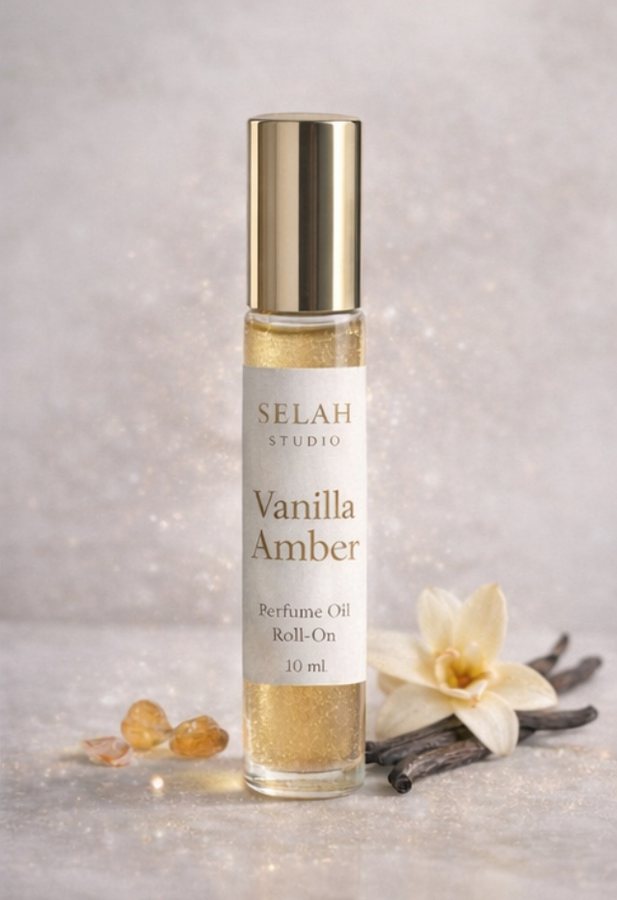 SELAH
STUDIO
Vanilla
Amber
Perfume Oil
Roll-On
10 ml